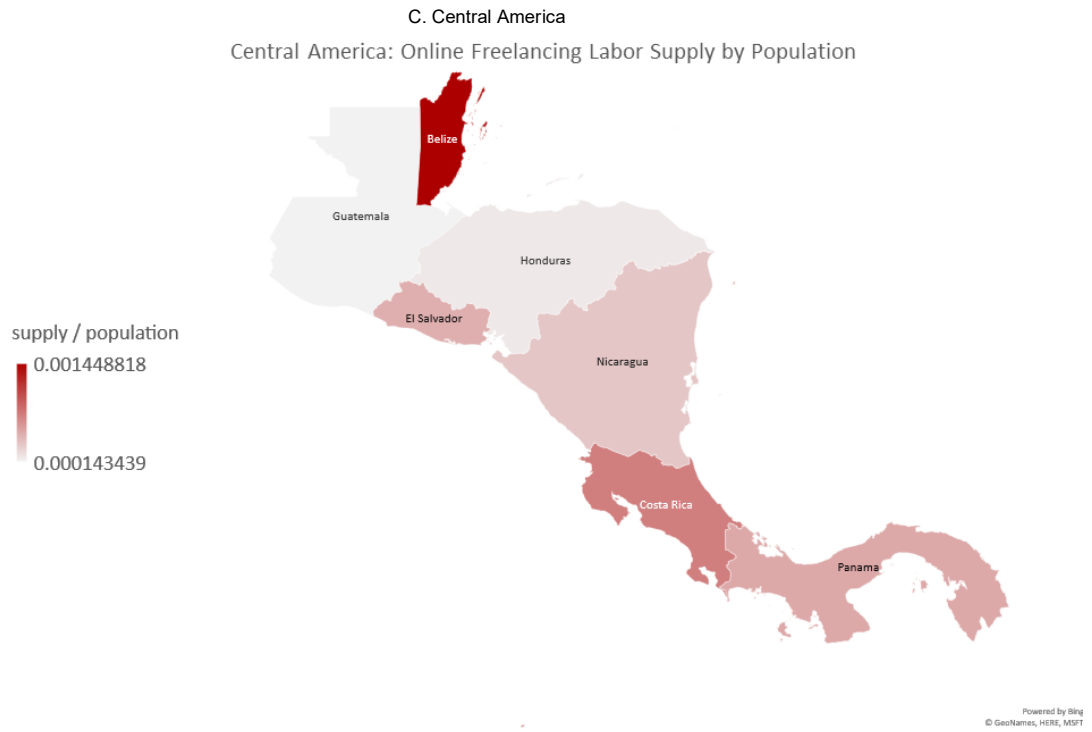 C. Central America
Central America: Online Freelancing Labor Supply by Population
Belize
Guatemala
Honduras
El Salvador
supply / population
0.001448818
Nicaragua
0.000143439
Costa Rica
Panama
Powered by Bing
© GeoNames, HERE, MSFT